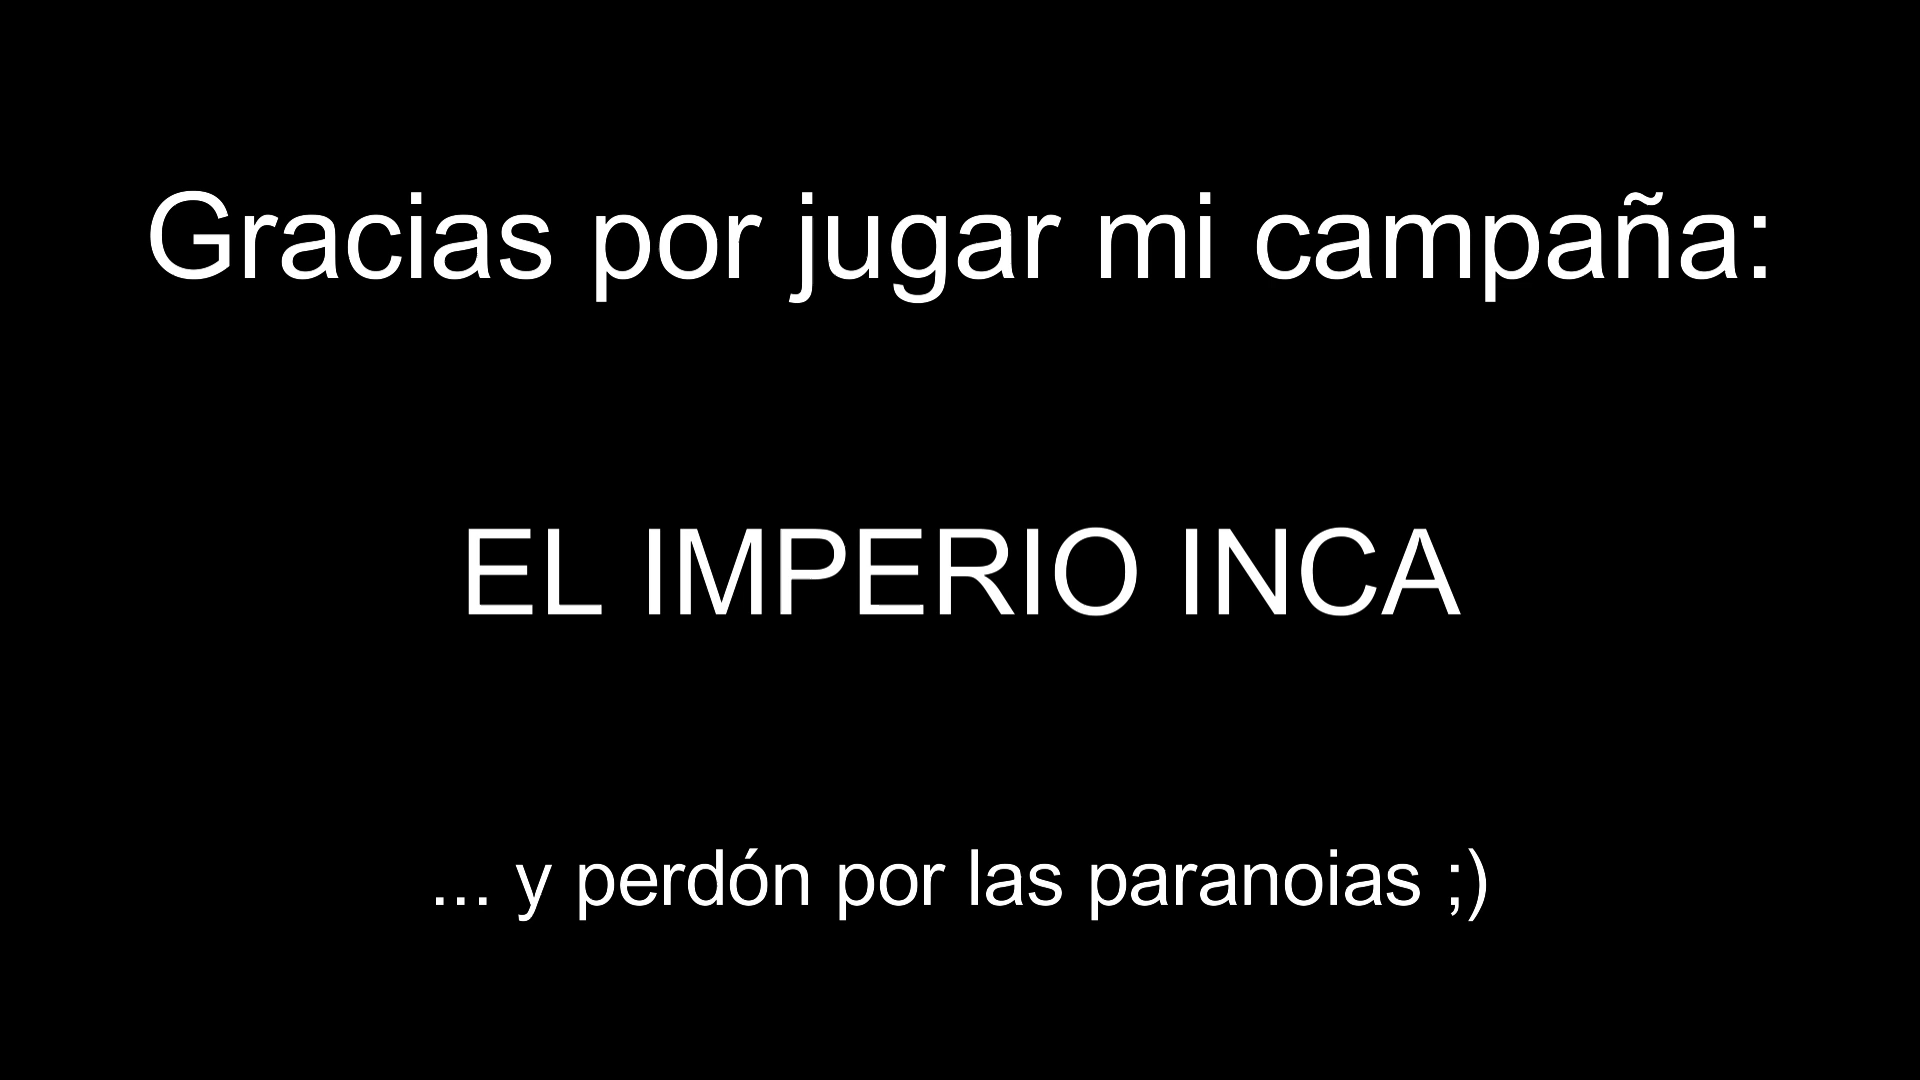 Gracias por jugar mi campaña:
EL IMPERIO INCA
... y perdón por las paranoias ;)